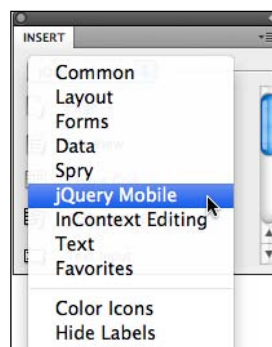 INSERT
Common
Layout
Forms
Data
Spry
jQuery Mobile
InContext Editing
Text
Favorites
Color Icons
Hide Labels